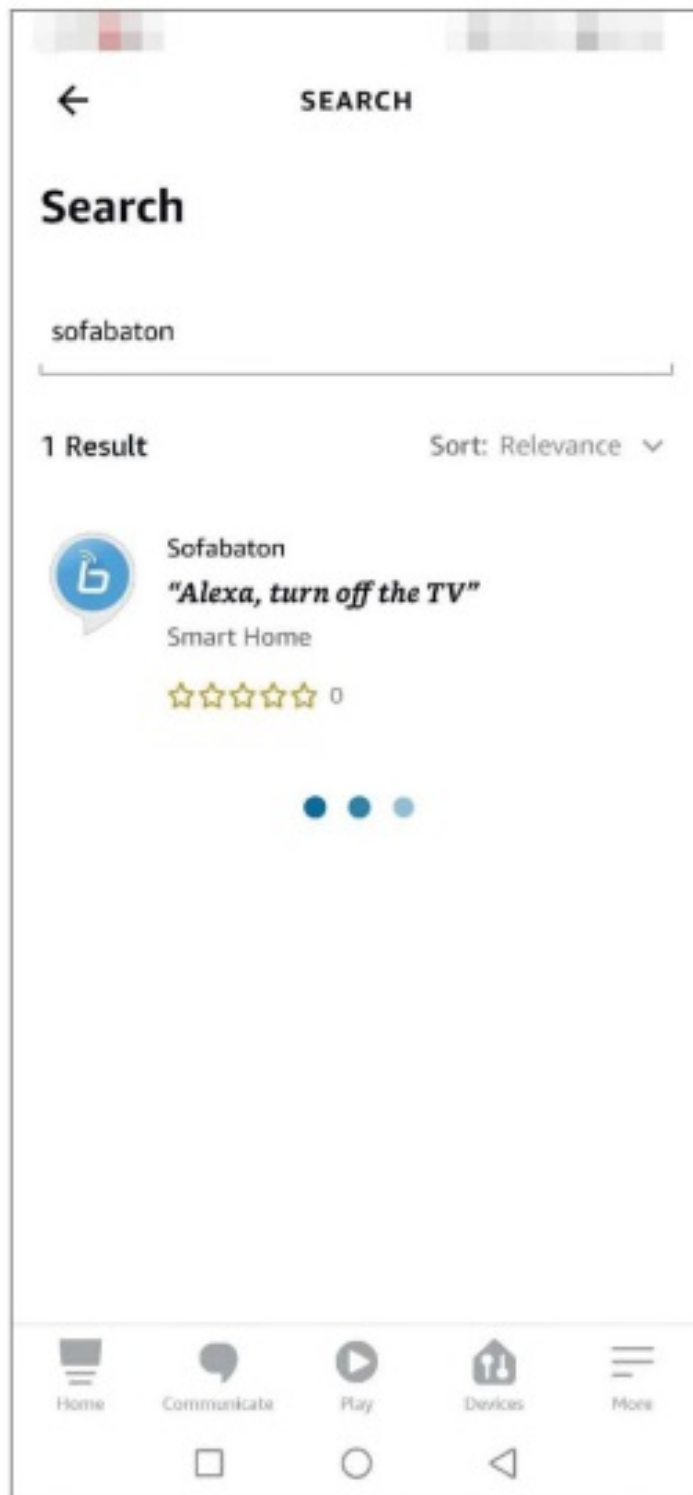 SEARCH
Search
sofabaton
1 Result Sort: Relevance
Sofabaton
“Alexa, turn off the TV”
Smart Home
0
Home Communicate Play Devices More